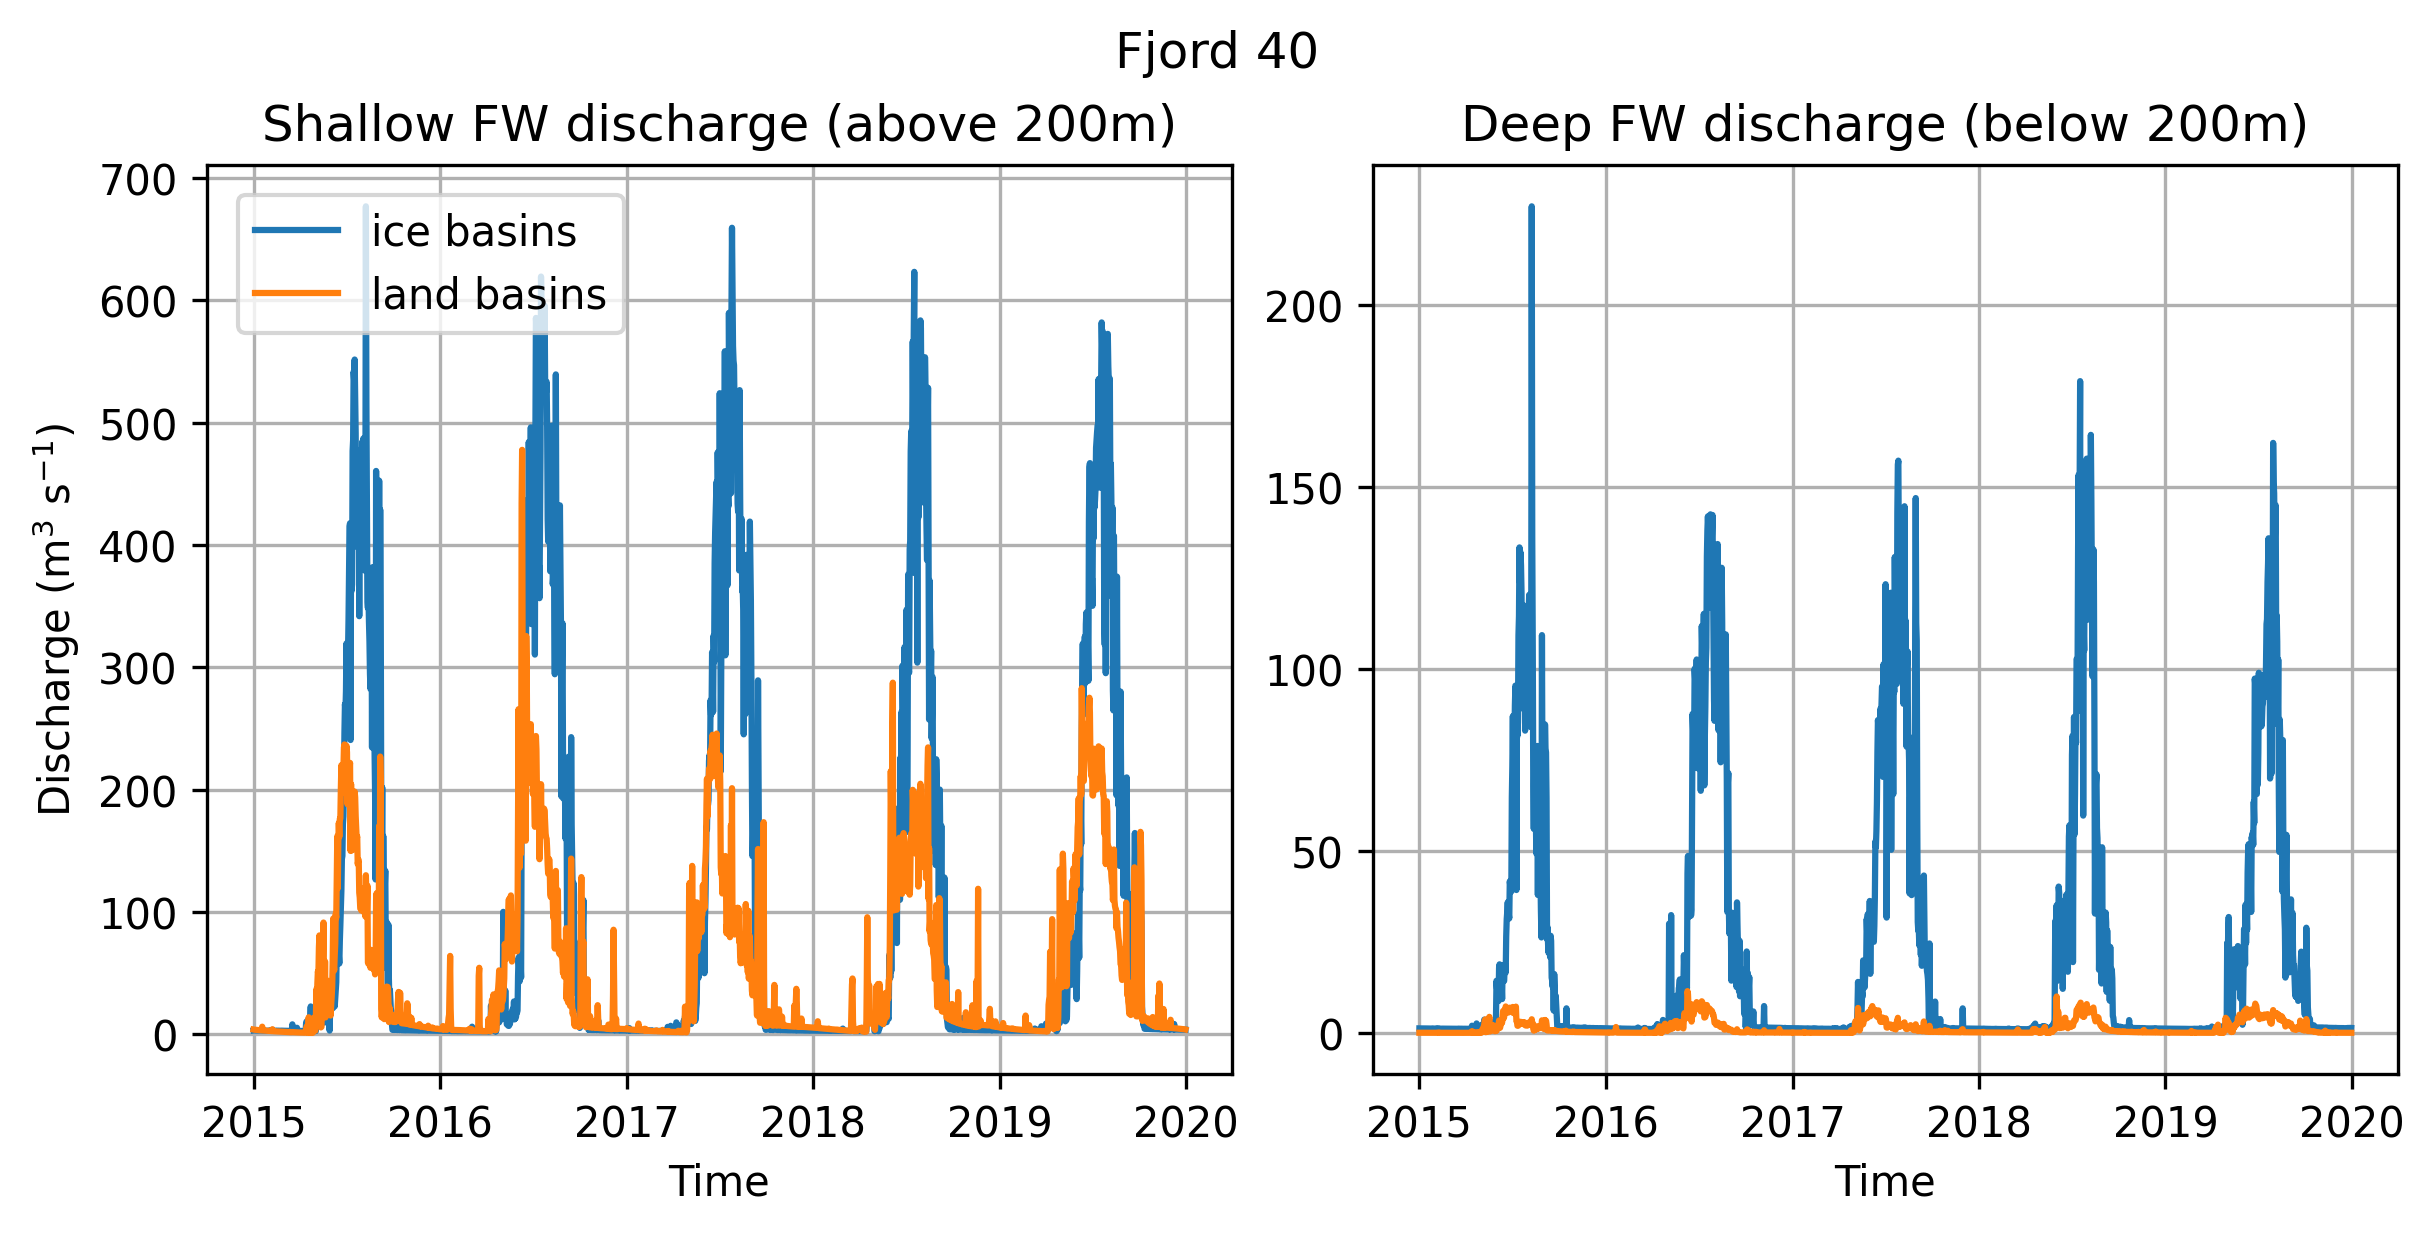 Fjord 40
Shallow FW discharge (above 200m)
700
600
500
400
300
200
100
0
Discharge (m³ s⁻¹)
ice basins
land basins
2015 2016 2017 2018 2019 2020
Time
Deep FW discharge (below 200m)
200
150
100
50
0
2015 2016 2017 2018 2019 2020
Time